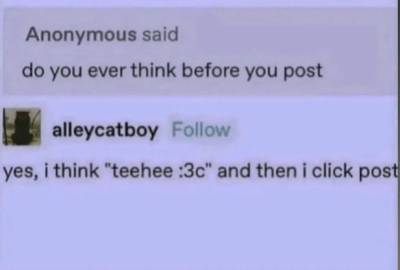 Anonymous said
do you ever think before you post
alleycatboy Follow
yes, i think "teehee :3c" and then i click post